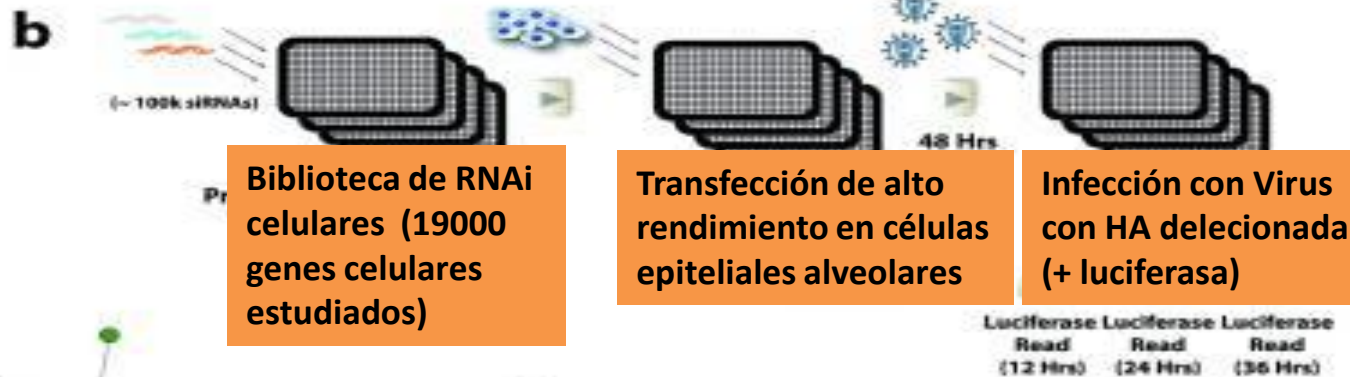 b
(~ 100k siRNAs)
48 Hrs
Pr
Biblioteca de RNAi
celulares (19000
genes celulares
estudiados)
Transfección de alto
rendimiento en células
epiteliales alveolares
Infección con Virus
con HA delecionada
(+ luciferasa)
Luciferase Luciferase Luciferase
Read Read Read
(12 Hrs) (24 Hrs) (36 Hrs)